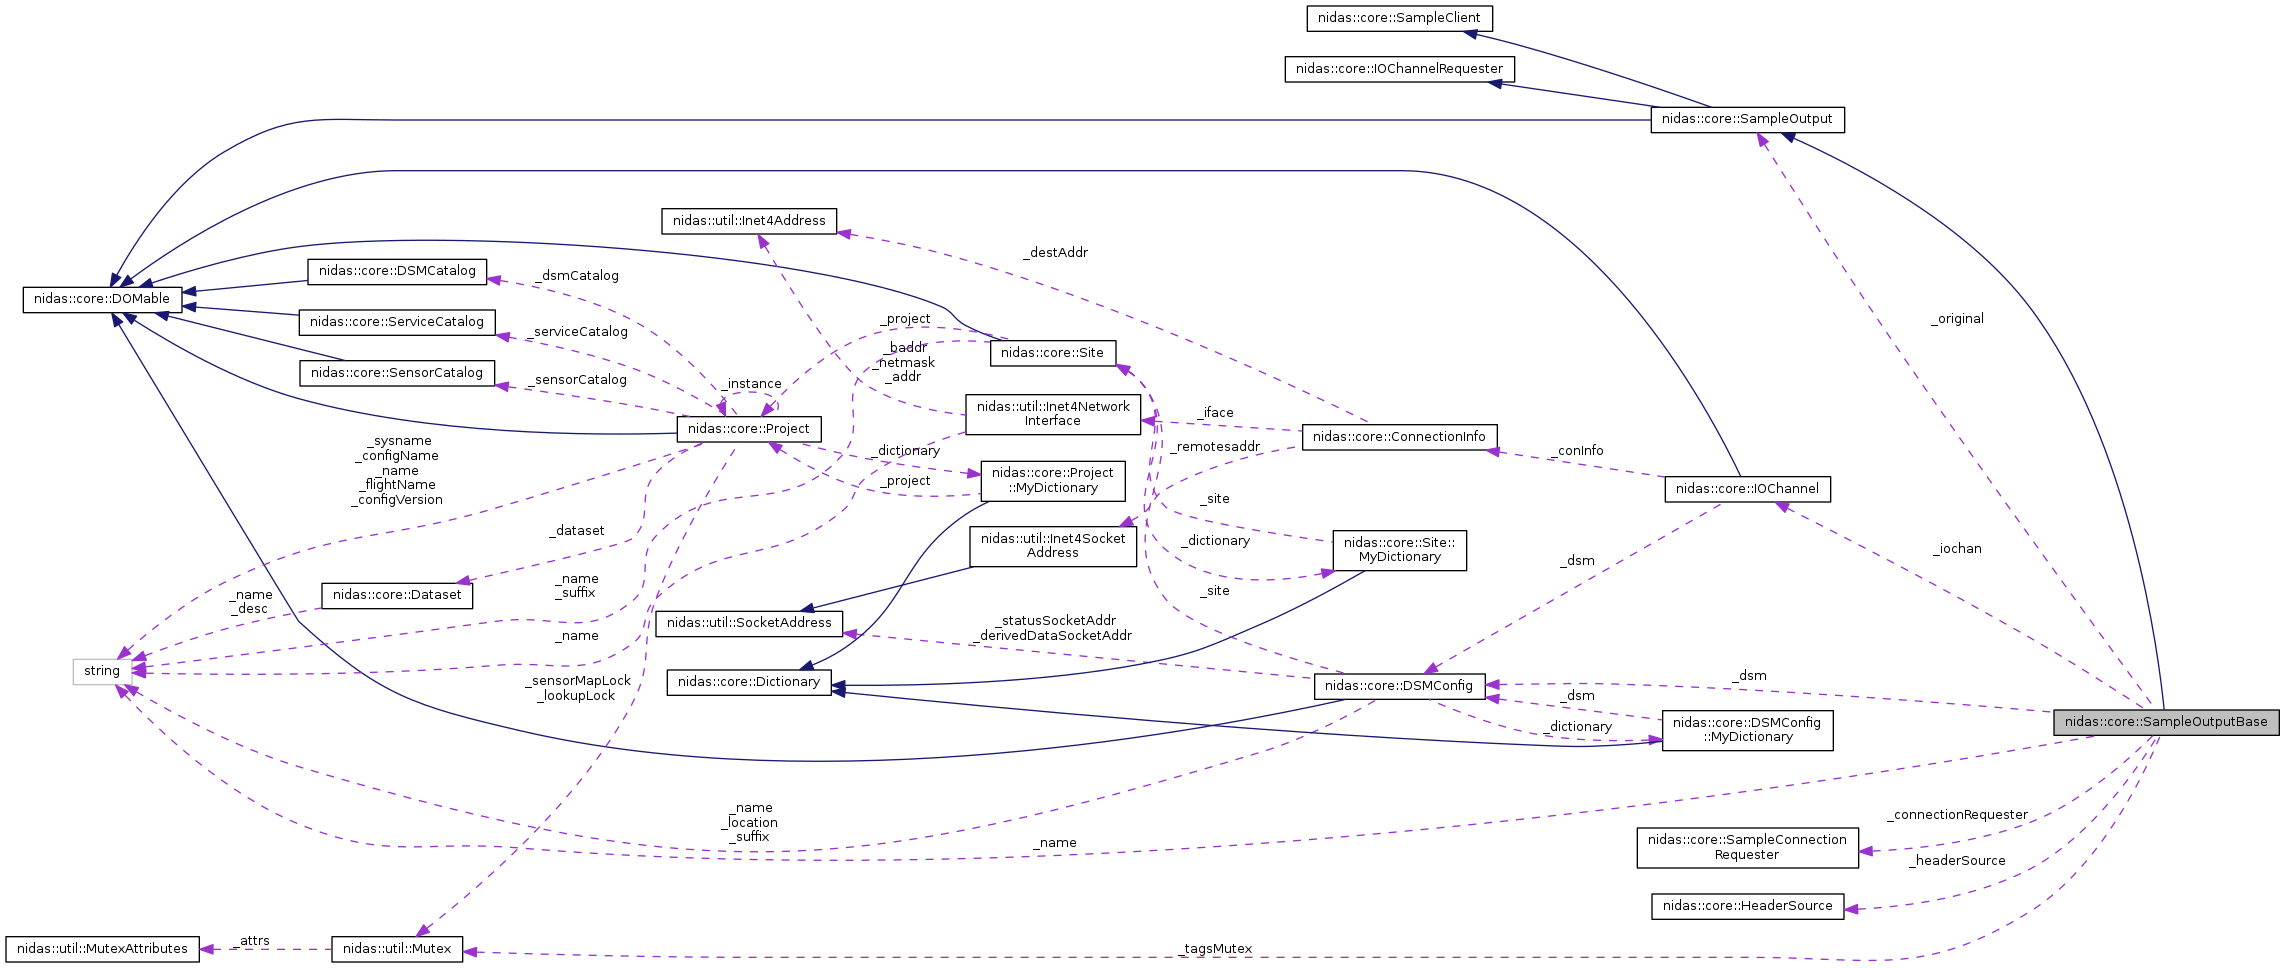 nidas::core::SampleClient
nidas::core::IOChannelRequester
nidas::core::SampleOutput
nidas::util::Inet4Address
_destAddr
nidas::core::DSMCatalog
_dsmCatalog
nidas::core::DOMable
nidas::core::ServiceCatalog
_serviceCatalog
_project
_original
_baddr
_netmask
_addr
nidas::core::Site
nidas::core::SensorCatalog
_sensorCatalog
_instance
nidas::util::Inet4Network
Interface
_iface
nidas::core::Project
nidas::core::ConnectionInfo
_sysname
_configName
_name
_flightName
_configVersion
_dictionary
_remotesaddr
_conInfo
nidas::core::Project
::MyDictionary
_project
nidas::core::IOChannel
_site
_dataset
nidas::util::Inet4Socket
Address
_dictionary
nidas::core::Site::
MyDictionary
_iochan
_dsm
_name
_suffix
nidas::core::Dataset
_name
_desc
_site
nidas::util::SocketAddress
_statusSocketAddr
_derivedDataSocketAddr
_name
string
_sensorMapLock
_lookupLock
nidas::core::Dictionary
nidas::core::DSMConfig
_dsm
_dsm
_dictionary
nidas::core::DSMConfig
::MyDictionary
nidas::core::SampleOutputBase
_name
_location
_suffix
_name
_connectionRequester
nidas::core::SampleConnection
Requester
_headerSource
nidas::core::HeaderSource
nidas::util::MutexAttributes
_attrs
nidas::util::Mutex
_tagsMutex